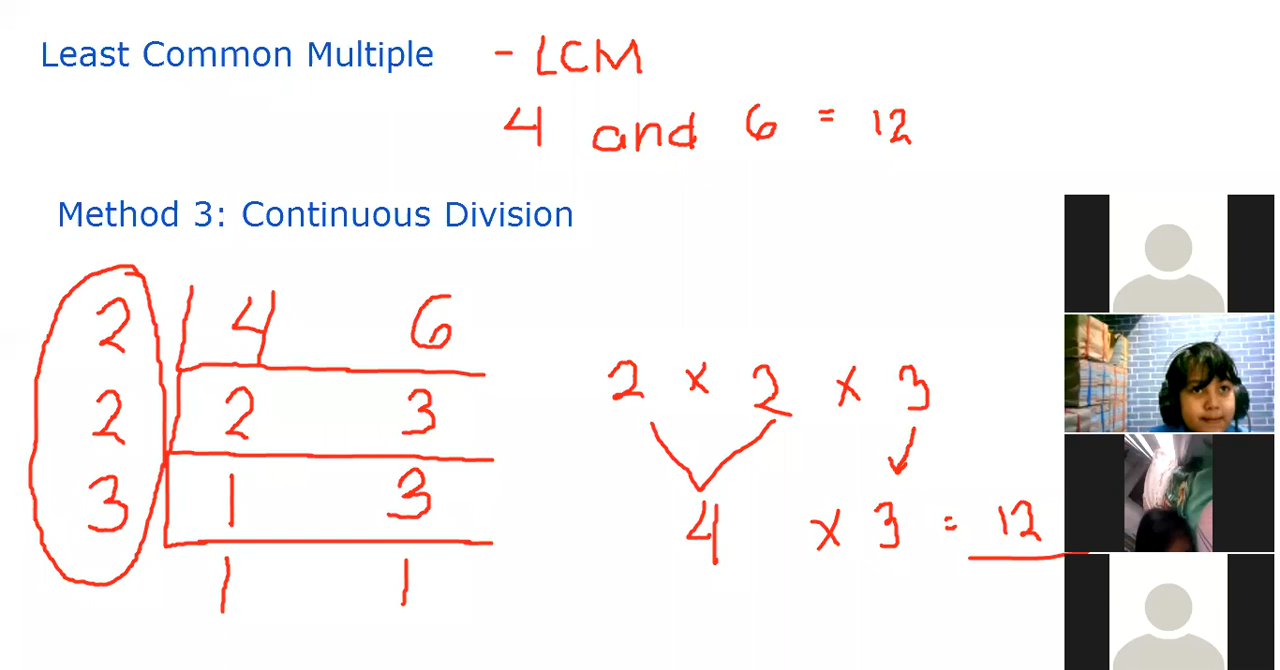 Least Common Multiple - LCM
4 and 6 = 12
Method 3: Continuous Division
2 4 6
2 2 3
3 1 3
1 1
2 x 2 x 3
4 x 3 = 12